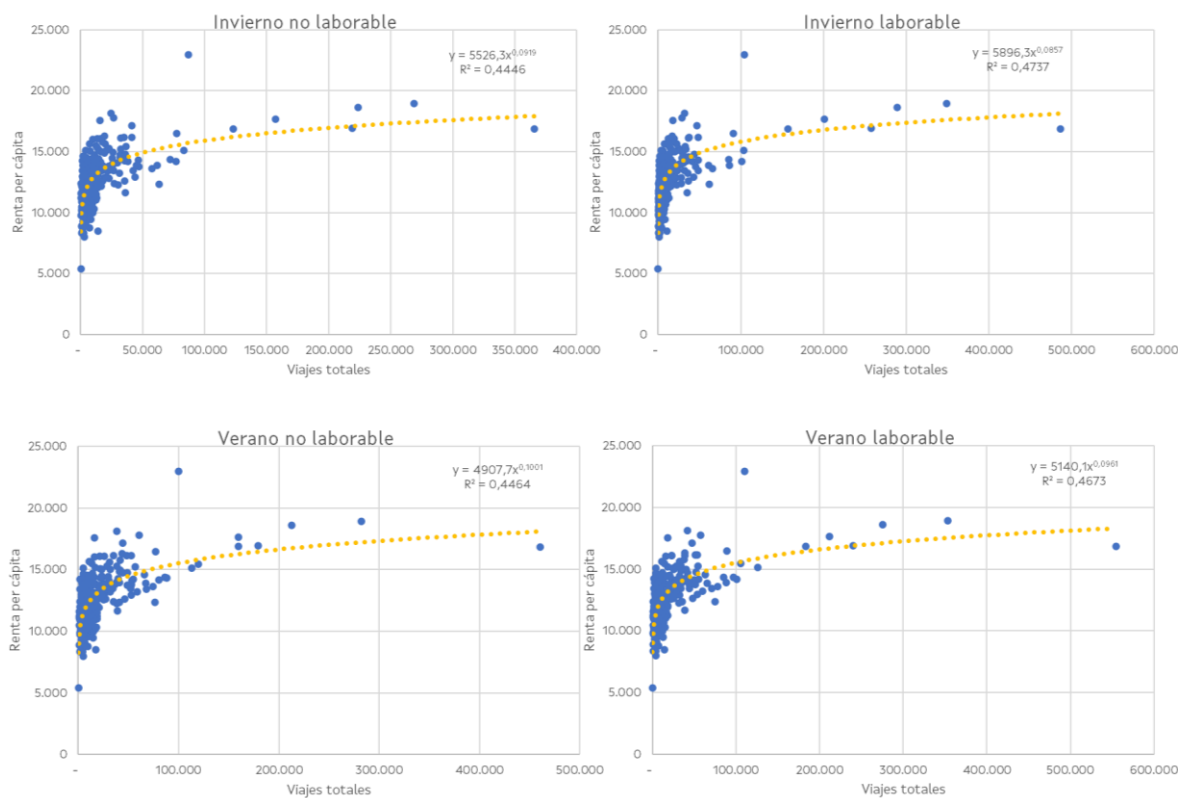 Invierno no laborable
25.000
20.000
15.000
10.000
5.000
0
Renta per cápita
y = 5526,3x^0,0919
R² = 0,4446
- 50.000 100.000 150.000 200.000 250.000 300.000 350.000 400.000
Viajes totales
Invierno laborable
25.000
20.000
15.000
10.000
5.000
0
Renta per cápita
y = 5896,3x^0,0857
R² = 0,4737
- 100.000 200.000 300.000 400.000 500.000 600.000
Viajes totales
Verano no laborable
25.000
20.000
15.000
10.000
5.000
0
Renta per cápita
y = 4907,7x^0,1001
R² = 0,4464
- 100.000 200.000 300.000 400.000 500.000
Viajes totales
Verano laborable
25.000
20.000
15.000
10.000
5.000
0
Renta per cápita
y = 5140,1x^0,0961
R² = 0,4673
- 100.000 200.000 300.000 400.000 500.000 600.000
Viajes totales